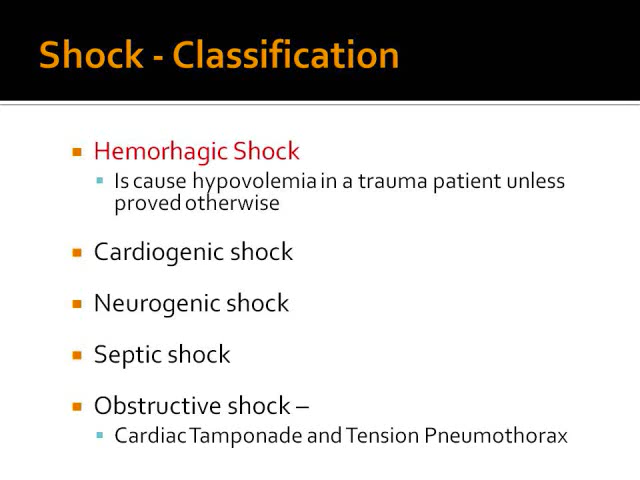 Shock - Classification
Hemorhagic Shock
Is cause hypovolemia in a trauma patient unless
proved otherwise
Cardiogenic shock
Neurogenic shock
Septic shock
Obstructive shock –
Cardiac Tamponade and Tension Pneumothorax